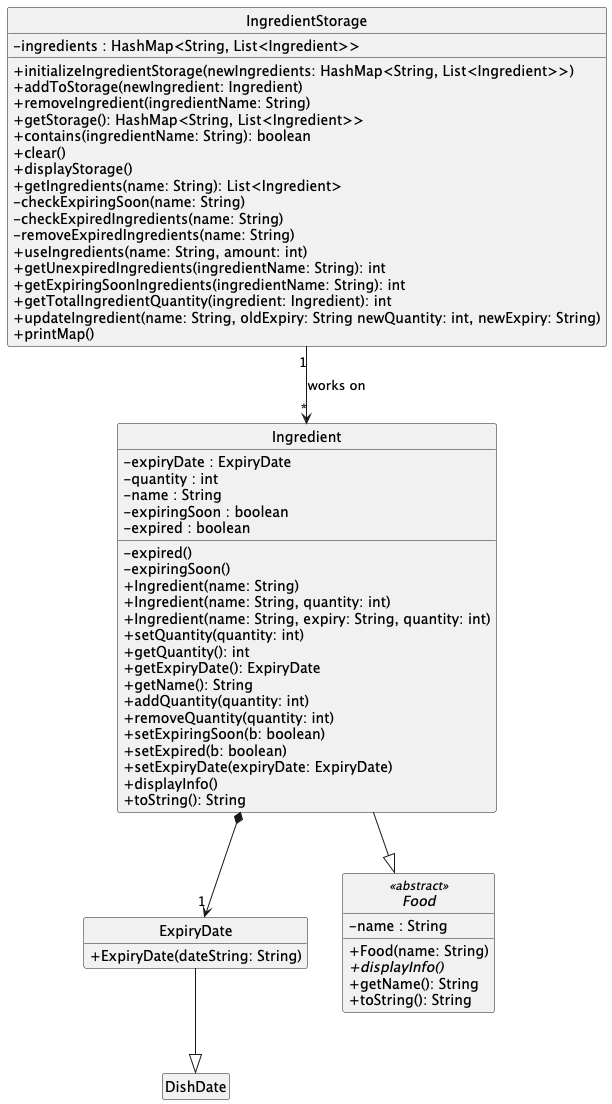 IngredientStorage
-ingredients : HashMap<String, List<Ingredient>>
+initializeIngredientStorage(newIngredients: HashMap<String, List<Ingredient>>)
+addToStorage(newIngredient: Ingredient)
+removeIngredient(ingredientName: String)
+getStorage(): HashMap<String, List<Ingredient>>
+contains(ingredientName: String): boolean
+clear()
+displayStorage()
+getIngredients(name: String): List<Ingredient>
-checkExpiringSoon(name: String)
-checkExpiredIngredients(name: String)
-removeExpiredIngredients(name: String)
+useIngredients(name: String, amount: int)
+getUnexpiredIngredients(ingredientName: String): int
+getExpiringSoonIngredients(ingredientName: String): int
+getTotalIngredientQuantity(ingredient: Ingredient): int
+updateIngredient(name: String, oldExpiry: String newQuantity: int, newExpiry: String)
+printMap()
1
works on
*
Ingredient
-expiryDate : ExpiryDate
-quantity : int
-name : String
-expiringSoon : boolean
-expired : boolean
-expired()
-expiringSoon()
+Ingredient(name: String)
+Ingredient(name: String, quantity: int)
+Ingredient(name: String, expiry: String, quantity: int)
+setQuantity(quantity: int)
+getQuantity(): int
+getExpiryDate(): ExpiryDate
+getName(): String
+addQuantity(quantity: int)
+removeQuantity(quantity: int)
+setExpiringSoon(b: boolean)
+setExpired(b: boolean)
+setExpiryDate(expiryDate: ExpiryDate)
+displayInfo()
+toString(): String
1
ExpiryDate
+ExpiryDate(dateString: String)
«abstract»
Food
-name : String
+Food(name: String)
+displayInfo()
+getName(): String
+toString(): String
DishDate